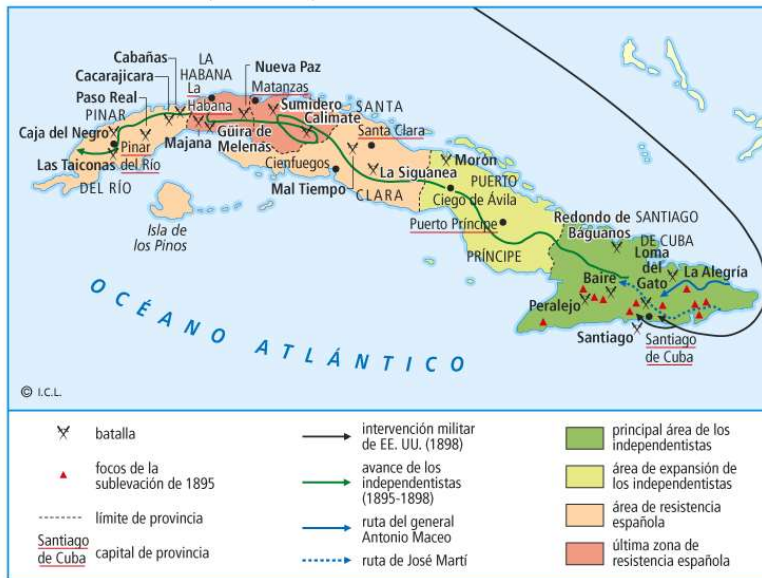 Cabañas
Cacarajicara
Paso Real
PINAR
Caja del Negro
Las Taiconas
Pinar
del Río
DEL RÍO
LA
HABANA
La
Habana
Majana
Nueva Paz
Matanzas
Sumidero
Calimate
Güira de
Melenas
SANTA
Santa Clara
Cienfuegos
La Siguanea
Mal Tiempo
CLARA
Isla de
los Pinos
Morón
PUERTO
Ciego de Ávila
Puerto Príncipe
PRÍNCIPE
Redondo de
Baguanos
SANTIAGO
DE CUBA
Loma
del
Gato
La Alegría
Baire
Peralejo
Santiago
Santiago
de Cuba
OCÉANO ATLÁNTICO
© I.C.L.
batalla
focos de la
sublevación de 1895
límite de provincia
Santiago
de Cuba
capital de provincia
intervención militar
de EE. UU. (1898)
avance de los
independentistas
(1895-1898)
ruta del general
Antonio Maceo
ruta de José Martí
principal área de los
independentistas
área de expansión de
los independentistas
área de resistencia
española
última zona de
resistencia española